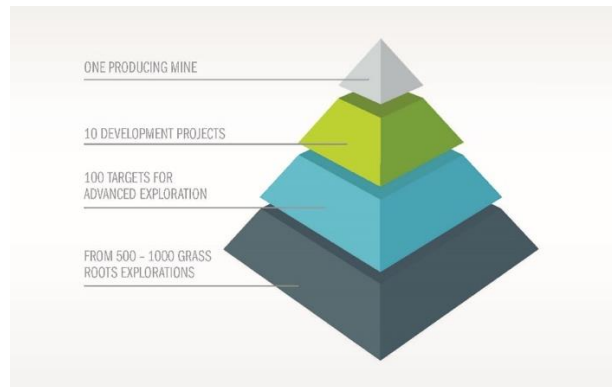 ONE PRODUCING MINE
10 DEVELOPMENT PROJECTS
100 TARGETS FOR
ADVANCED EXPLORATION
FROM 500 – 1000 GRASS
ROOTS EXPLORATIONS